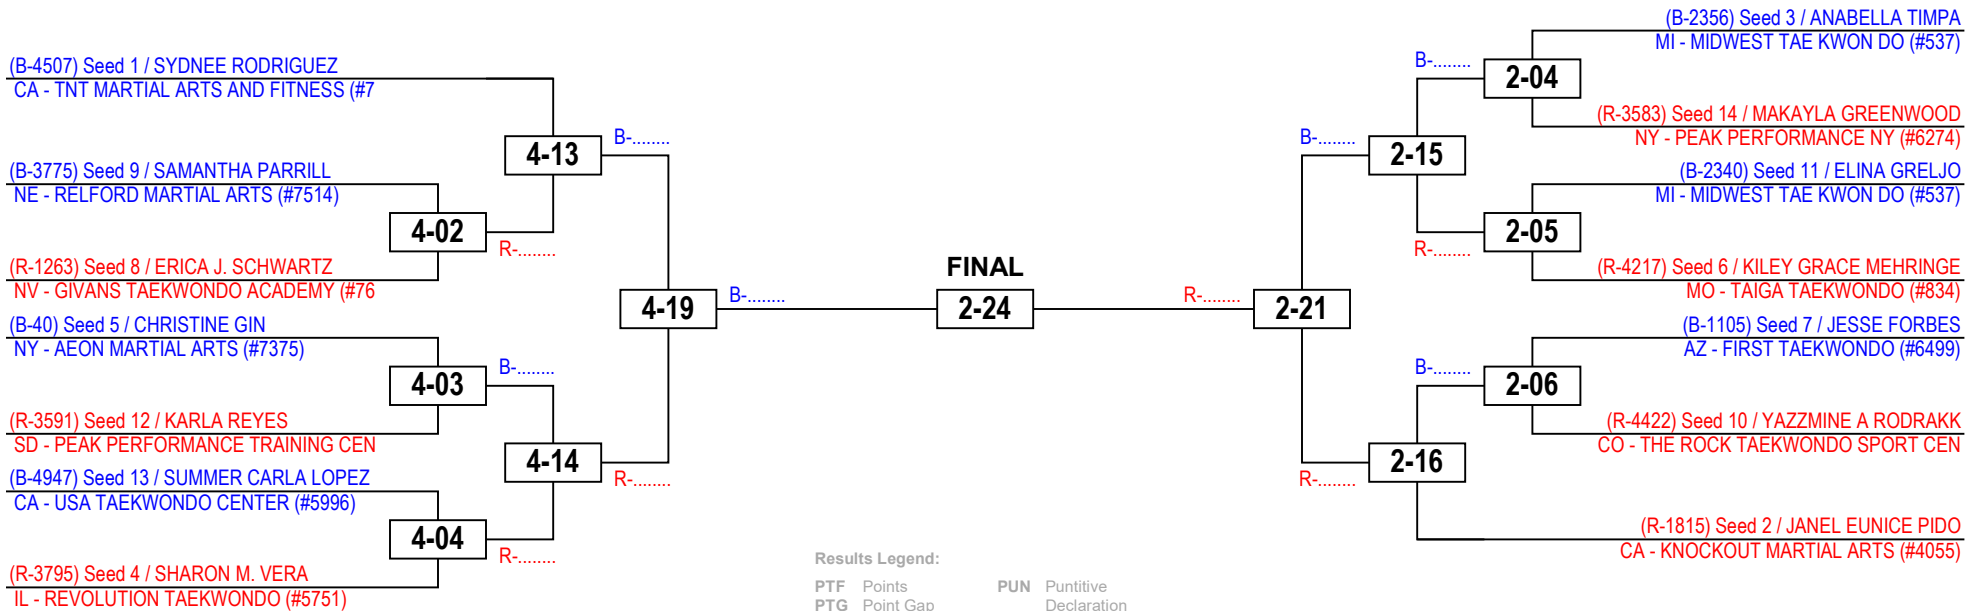 (B-4507) Seed 1 / SYDNEE RODRIGUEZ
CA - TNT MARTIAL ARTS AND FITNESS (#7
(B-3775) Seed 9 / SAMANTHA PARRILL
NE - RELFORD MARTIAL ARTS (#7514)
(R-1263) Seed 8 / ERICA J. SCHWARTZ
NV - GIVANS TAEKWONDO ACADEMY (#76
(B-40) Seed 5 / CHRISTINE GIN
NY - AEON MARTIAL ARTS (#7375)
(R-3591) Seed 12 / KARLA REYES
SD - PEAK PERFORMANCE TRAINING CEN
(B-4947) Seed 13 / SUMMER CARLA LOPEZ
CA - USA TAEKWONDO CENTER (#5996)
(R-3795) Seed 4 / SHARON M. VERA
IL - REVOLUTION TAEKWONDO (#5751)
4-02
R-........
4-03
B-........
4-04
R-........
4-13
B-........
4-14
R-........
4-19
B-........
FINAL
2-24
R-........
2-21
B-........
2-15
R-........
2-16
B-........
2-04
R-........
2-05
B-........
2-06
(B-2356) Seed 3 / ANABELLA TIMPA
MI - MIDWEST TAE KWON DO (#537)
(R-3583) Seed 14 / MAKAYLA GREENWOOD
NY - PEAK PERFORMANCE NY (#6274)
(B-2340) Seed 11 / ELINA GRELJO
MI - MIDWEST TAE KWON DO (#537)
(R-4217) Seed 6 / KILEY GRACE MEHRINGE
MO - TAIGA TAEKWONDO (#834)
(B-1105) Seed 7 / JESSE FORBES
AZ - FIRST TAEKWONDO (#6499)
(R-4422) Seed 10 / YAZZMINE A RODRAKK
CO - THE ROCK TAEKWONDO SPORT CEN
(R-1815) Seed 2 / JANEL EUNICE PIDO
CA - KNOCKOUT MARTIAL ARTS (#4055)
Results Legend:
PTF Points
PTG Point Gap
PUN Puntitive
Declaration